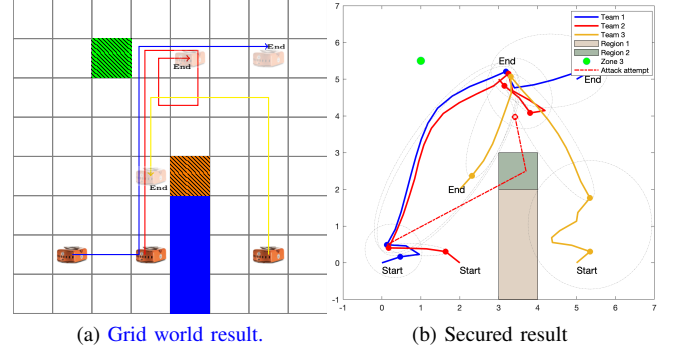 End
End
End
(a) Grid world result.
7
6
5
4
3
2
1
0
-1
-1
0
1
2
3
4
5
6
7
Team 1
Team 2
Team 3
Region 1
Region 2
Zone 3
Attack attempt
End
End
End
Start
Start
Start
(b) Secured result